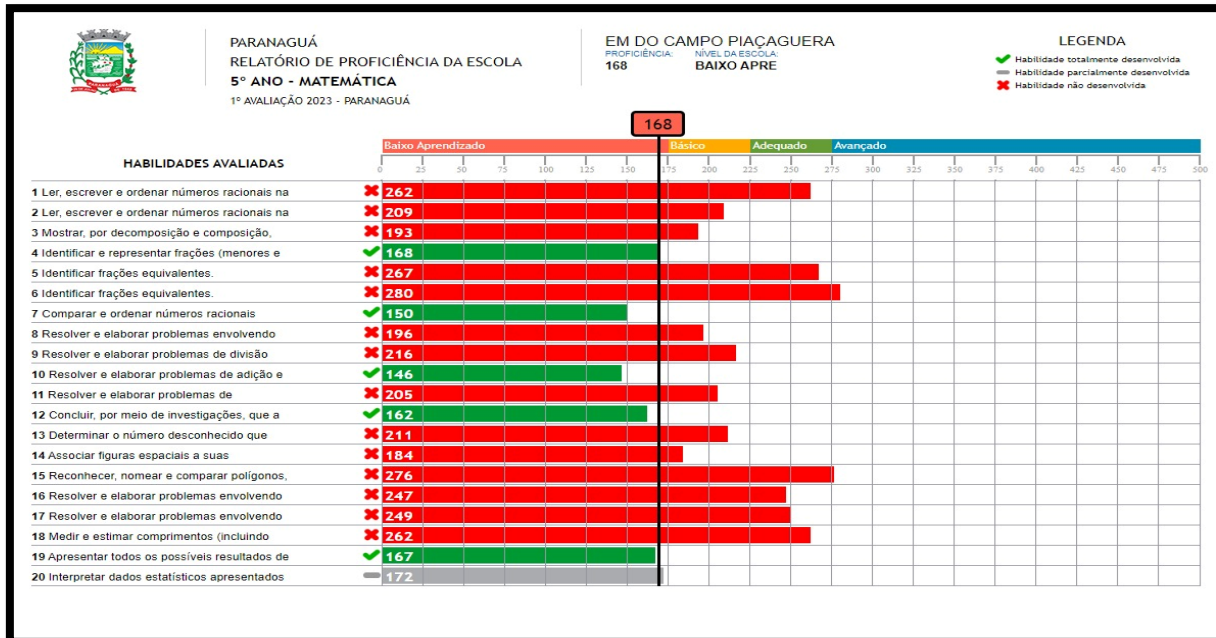 PARANAGUÁ
RELATÓRIO DE PROFICIÊNCIA DA ESCOLA
5º ANO - MATEMÁTICA
1º AVALIAÇÃO 2023 - PARANAGUÁ
EM DO CAMPO PIAÇAGUERA
PROFICIÊNCIA: NÍVEL DA ESCOLA:
168 BAIXO APRE
LEGENDA
Habilidade totalmente desenvolvida
Habilidade parcialmente desenvolvida
Habilidade não desenvolvida
168
Baixo Aprendizado Básico Adequado Avançado
HABILIDADES AVALIADAS
0 25 50 75 100 125 150 175 200 225 250 275 300 325 350 375 400 425 450 475 500
1 Ler, escrever e ordenar números racionais na 262
2 Ler, escrever e ordenar números racionais na 209
3 Mostrar, por decomposição e composição, 193
4 Identificar e representar frações (menores e 168
5 Identificar frações equivalentes. 267
6 Identificar frações equivalentes. 280
7 Comparar e ordenar números racionais 150
8 Resolver e elaborar problemas envolvendo 196
9 Resolver e elaborar problemas de divisão 216
10 Resolver e elaborar problemas de adição e 146
11 Resolver e elaborar problemas de 205
12 Concluir, por meio de investigações, que a 162
13 Determinar o número desconhecido que 211
14 Associar figuras espaciais a suas 184
15 Reconhecer, nomear e comparar polígonos, 276
16 Resolver e elaborar problemas envolvendo 247
17 Resolver e elaborar problemas envolvendo 249
18 Medir e estimar comprimentos (incluindo 262
19 Apresentar todos os possíveis resultados de 167
20 Interpretar dados estatísticos apresentados 172